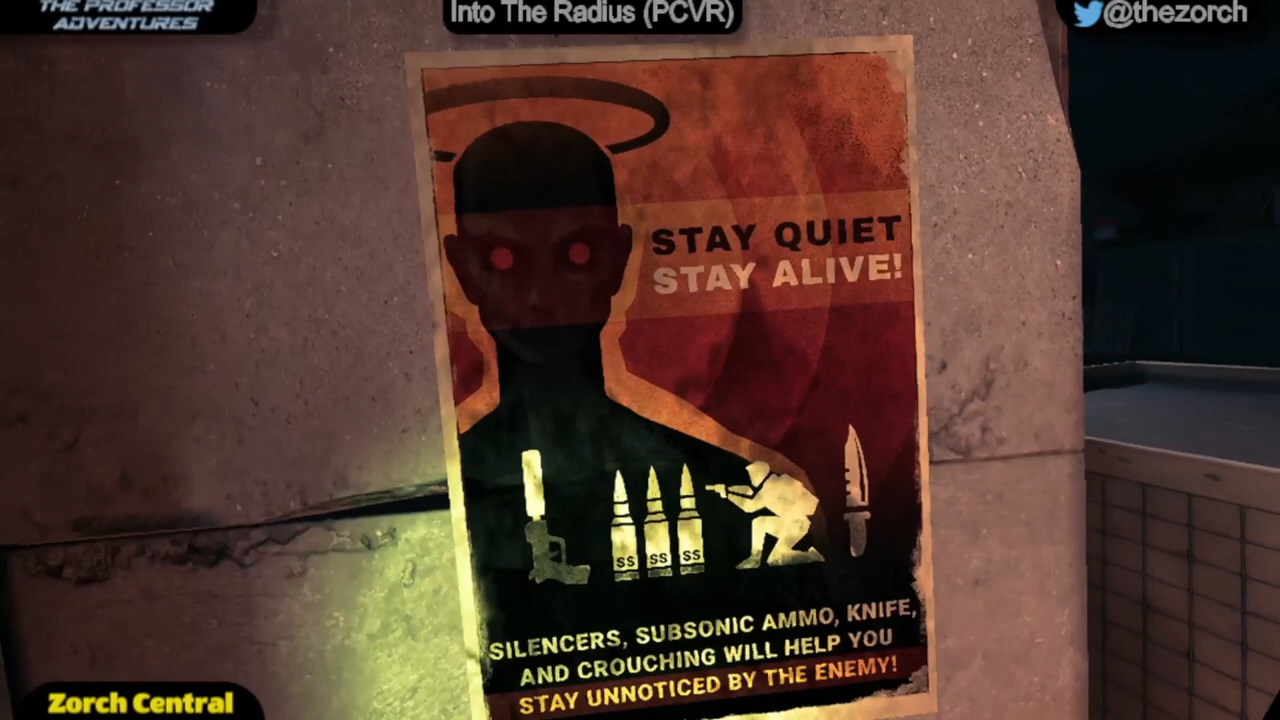 THE PROFESSOR
ADVENTURES
Into The Radius (PCVR)
@thezorch
STAY QUIET
STAY ALIVE!
SS SS SS
SILENCERS, SUBSONIC AMMO, KNIFE,
AND CROUCHING WILL HELP YOU
STAY UNNOTICED BY THE ENEMY!
Zorch Central